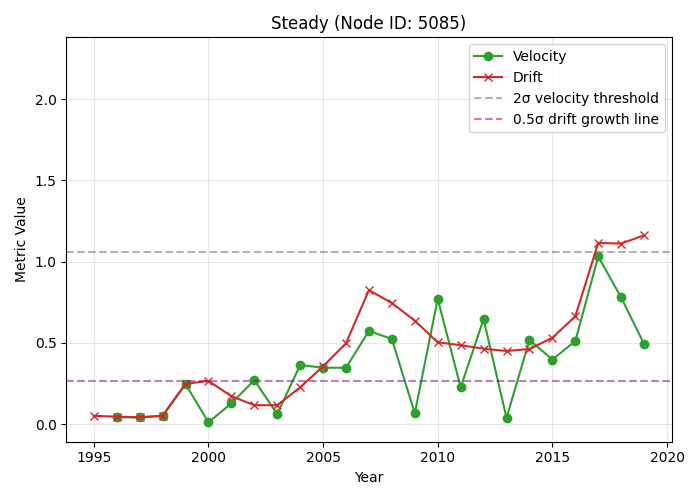 Steady (Node ID: 5085)
Velocity
Drift
2σ velocity threshold
0.5σ drift growth line
Metric Value
2.0
1.5
1.0
0.5
0.0
1995 2000 2005 2010 2015 2020
Year